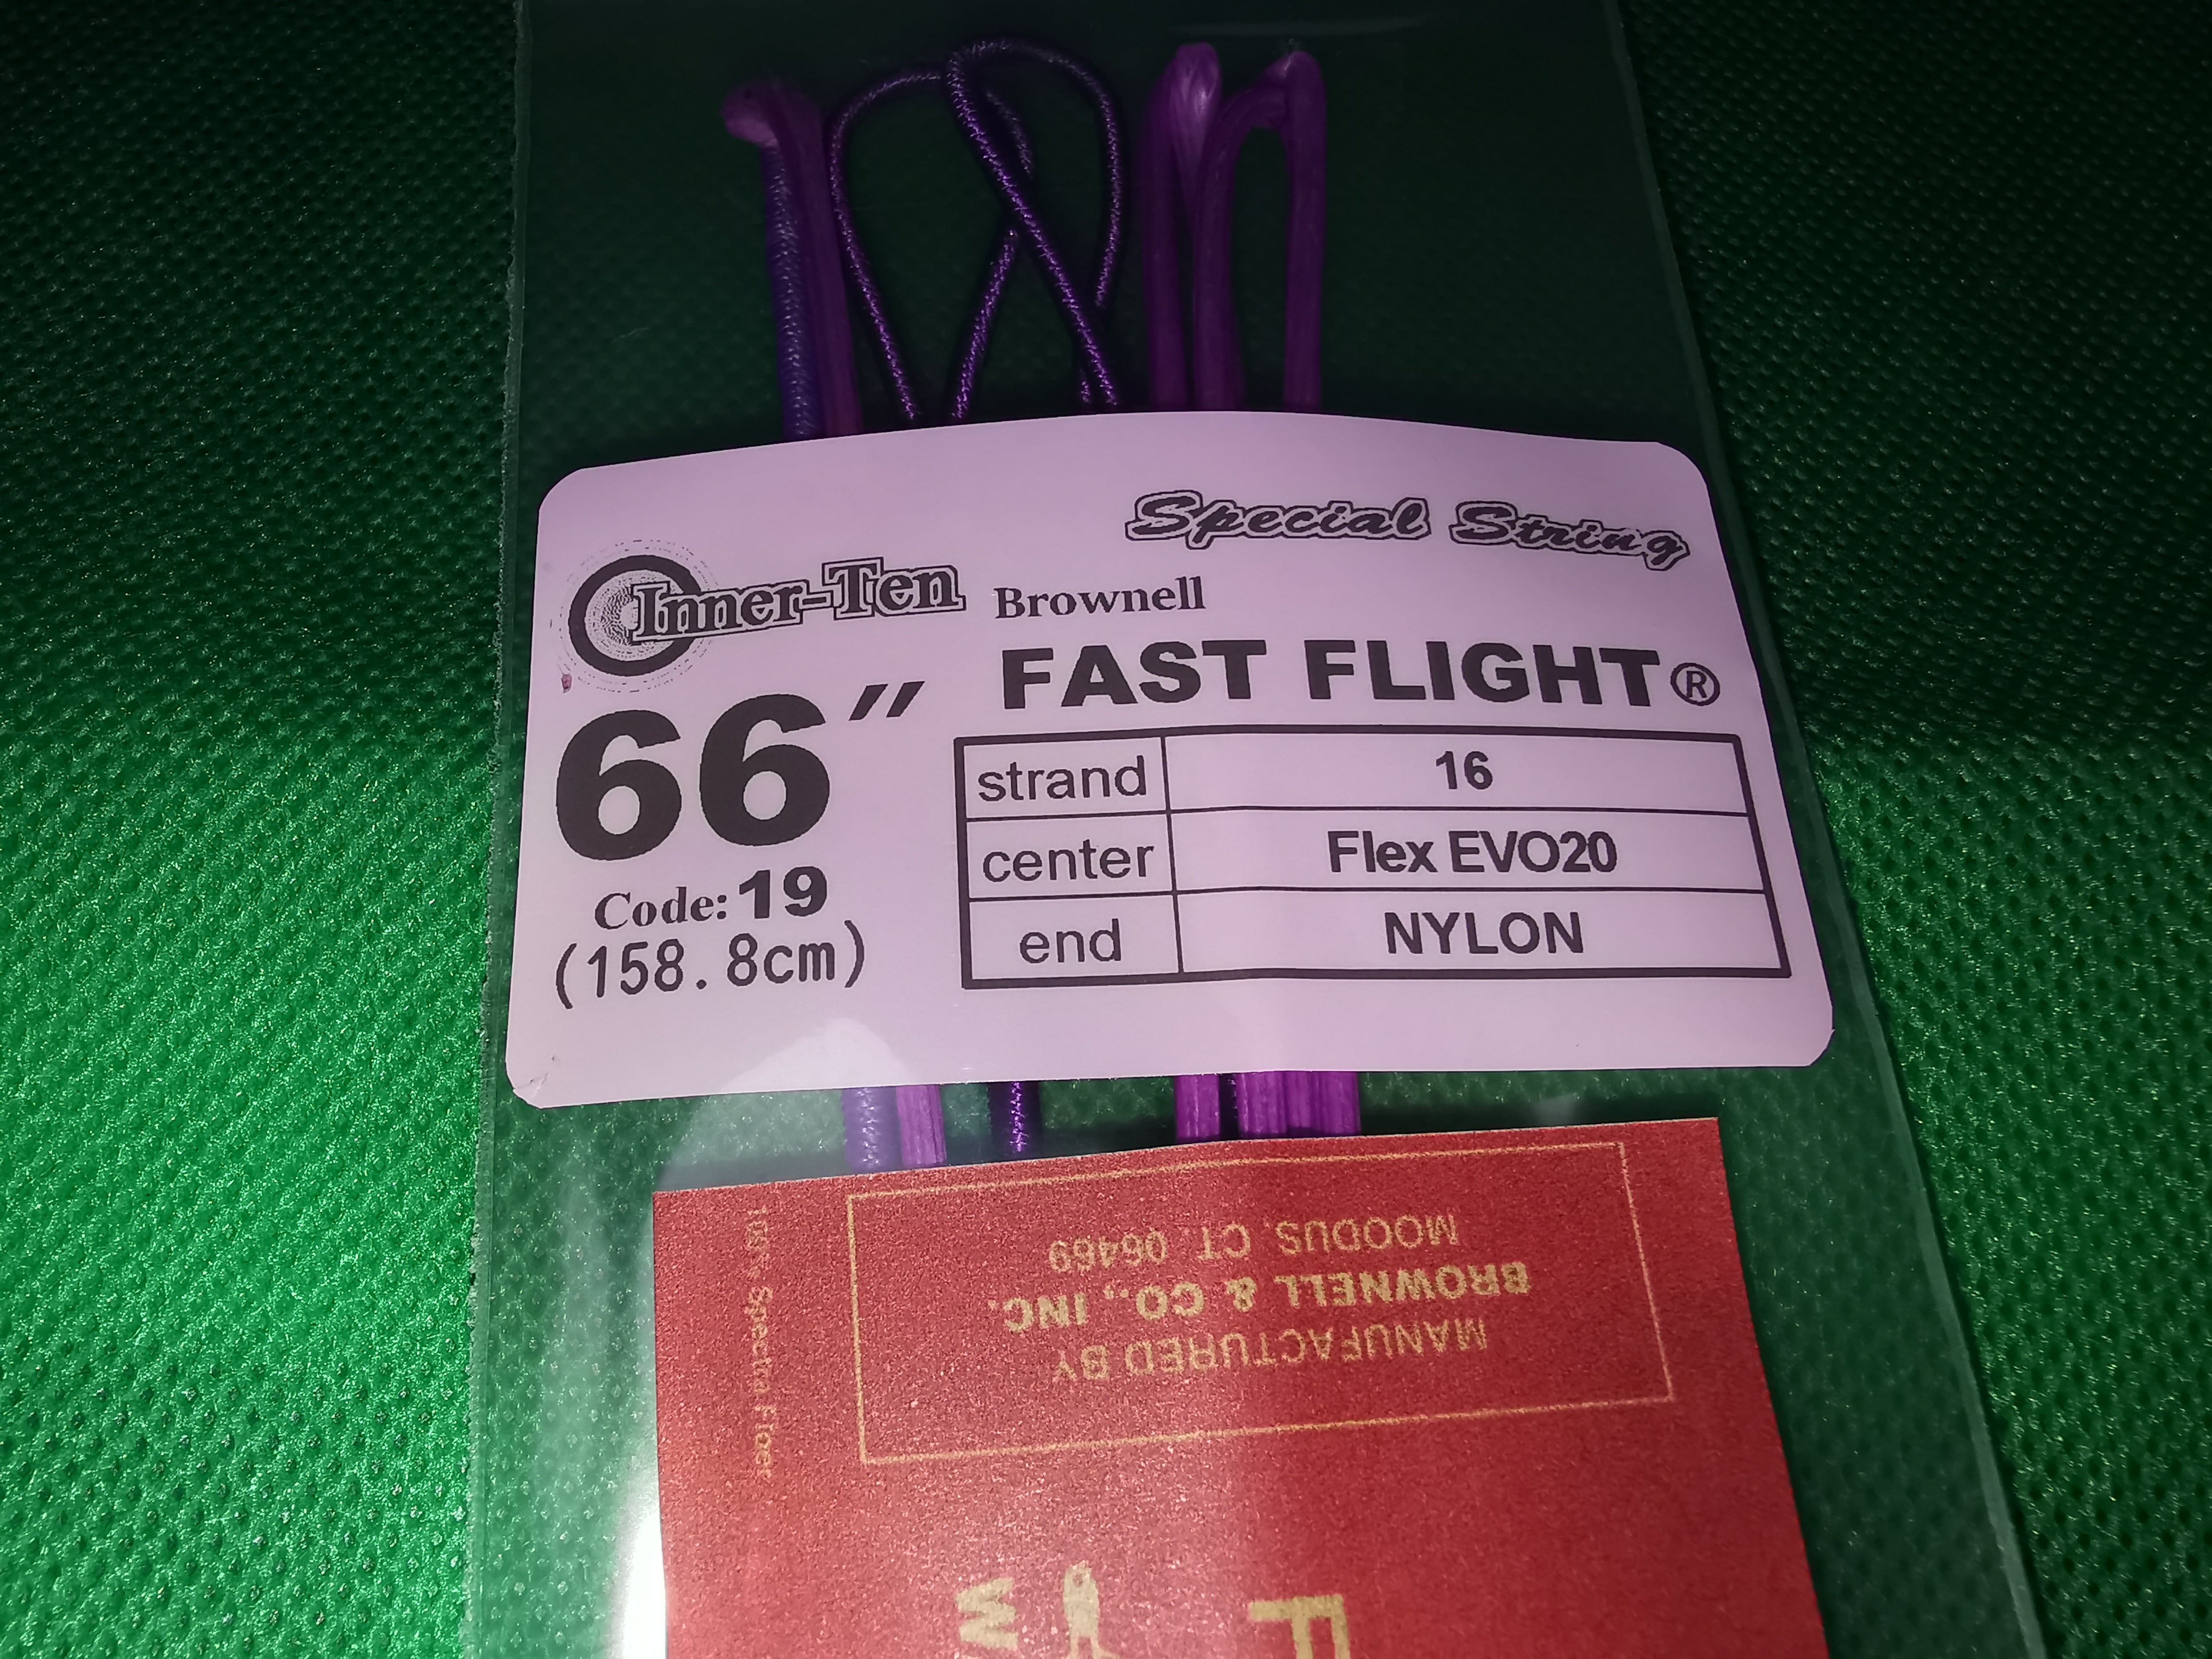 Special String
Inner-Ten
Brownell
FAST FLIGHT®
66″
strand 16
center Flex EVO20
end NYLON
Code: 19
(158.8cm)
MANUFACTURED BY
BROWNELL & CO., INC.
MOODUS, CT. 06469
Spectra Fiber
F